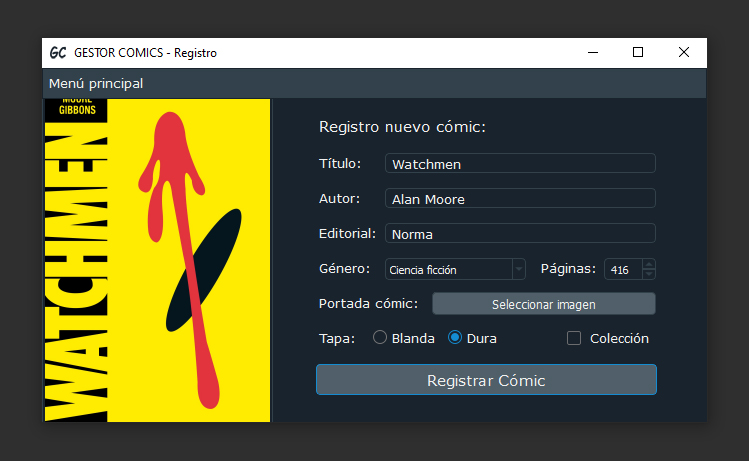 GC GESTOR COMICS - Registro
Menú principal
MOORE
GIBBONS
WATCHMEN
Registro nuevo cómic:
Título: Watchmen
Autor: Alan Moore
Editorial: Norma
Género: Ciencia ficción Páginas: 416
Portada cómic: Seleccionar imagen
Tapa: Blanda Dura Colección
Registrar Cómic